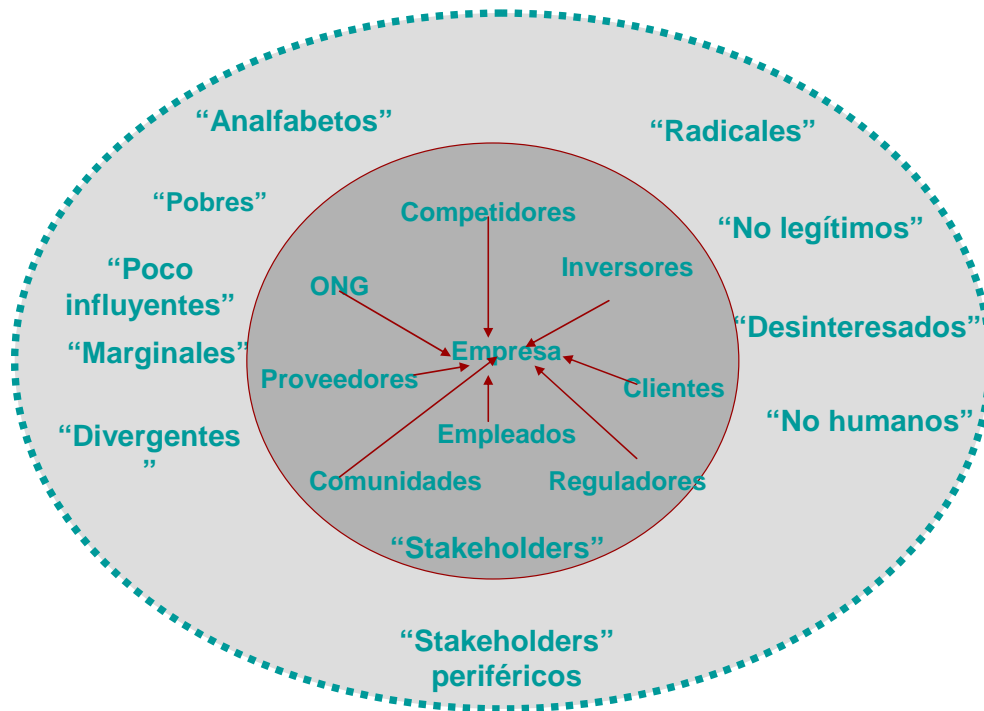 “Analfabetos”
“Radicales”
“Pobres”
Competidores
“No legítimos”
“Poco
influyentes”
ONG
Inversores
“Marginales”
Empresa
“Desinteresados”
Proveedores
Clientes
“Divergentes
”
Empleados
“No humanos”
Comunidades
Reguladores
“Stakeholders”
“Stakeholders”
periféricos